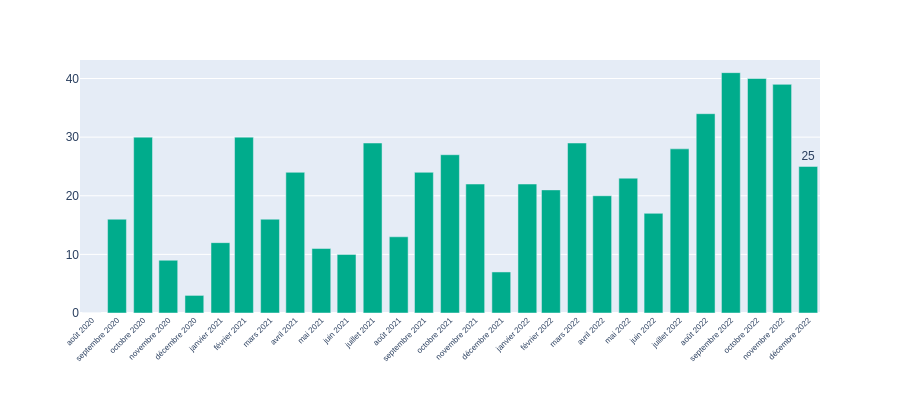 40
30
20
10
0
25
août 2020
septembre 2020
octobre 2020
novembre 2020
décembre 2020
janvier 2021
février 2021
mars 2021
avril 2021
mai 2021
juin 2021
juillet 2021
août 2021
septembre 2021
octobre 2021
novembre 2021
décembre 2021
janvier 2022
février 2022
mars 2022
avril 2022
mai 2022
juin 2022
juillet 2022
août 2022
septembre 2022
octobre 2022
novembre 2022
décembre 2022